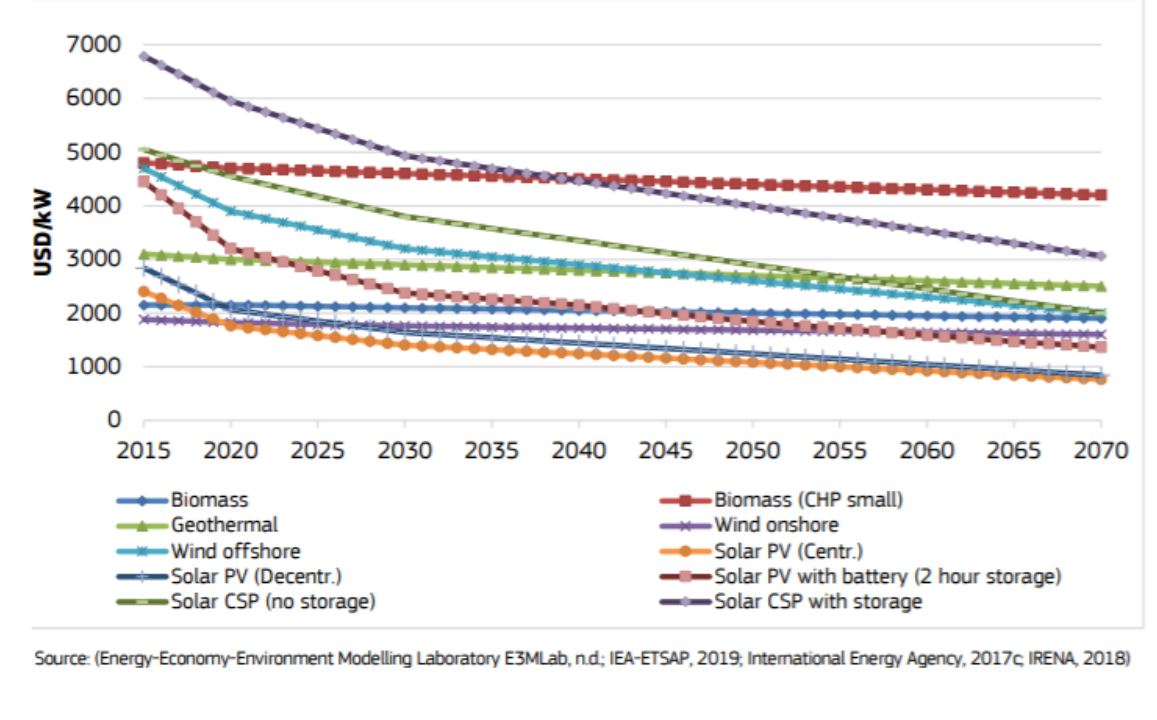 7000
6000
5000
4000
3000
2000
1000
0
USD/kW
2015 2020 2025 2030 2035 2040 2045 2050 2055 2060 2065 2070
Biomass Biomass (CHP small)
Geothermal Wind onshore
Wind offshore Solar PV (Centr.)
Solar PV (Decentr.) Solar PV with battery (2 hour storage)
Solar CSP (no storage) Solar CSP with storage
Source: (Energy-Economy-Environment Modelling Laboratory E3MLab, n.d.; IEA-ETSAP, 2019; International Energy Agency, 2017c; IRENA, 2018)